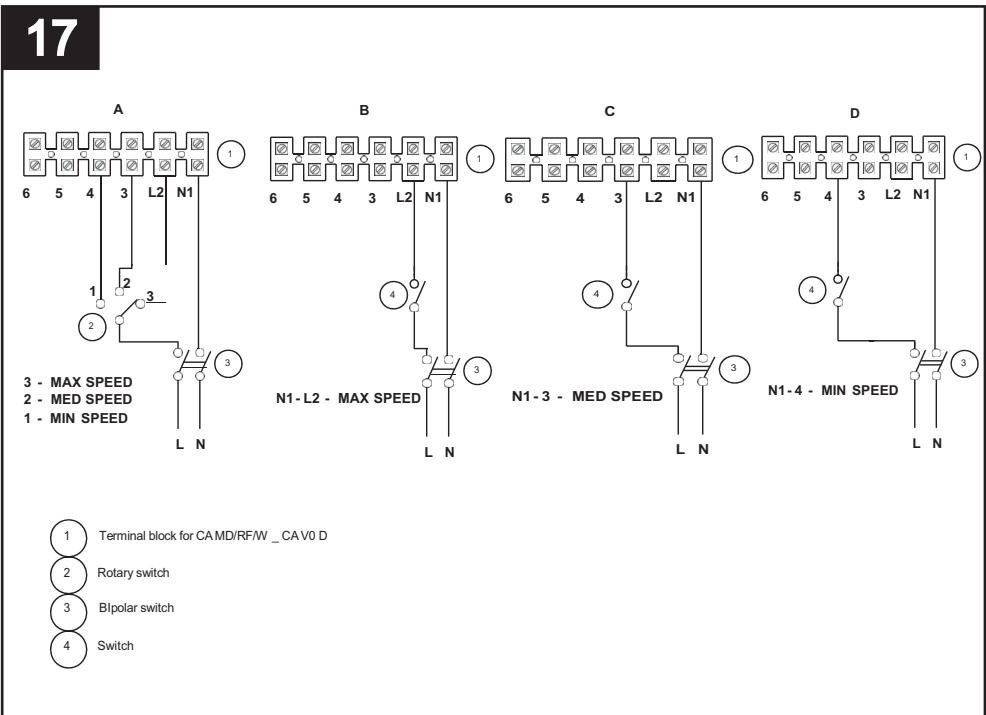 17
A B C D
1 1 1 1
6 5 4 3 L2 N1
6 5 4 3 L2 N1
6 5 4 3 L2 N1
6 5 4 3 L2 N1
1 2 3
2
3
4
3
4
3
4
3
3 - MAX SPEED
2 - MED SPEED
1 - MIN SPEED
N1-L2 - MAX SPEED
N1-3 - MED SPEED
N1-4 - MIN SPEED
L N
L N
L N
L N
1 Terminal block for CA MD/RF/W _ CA V0 D
2 Rotary switch
3 BIpolar switch
4 Switch